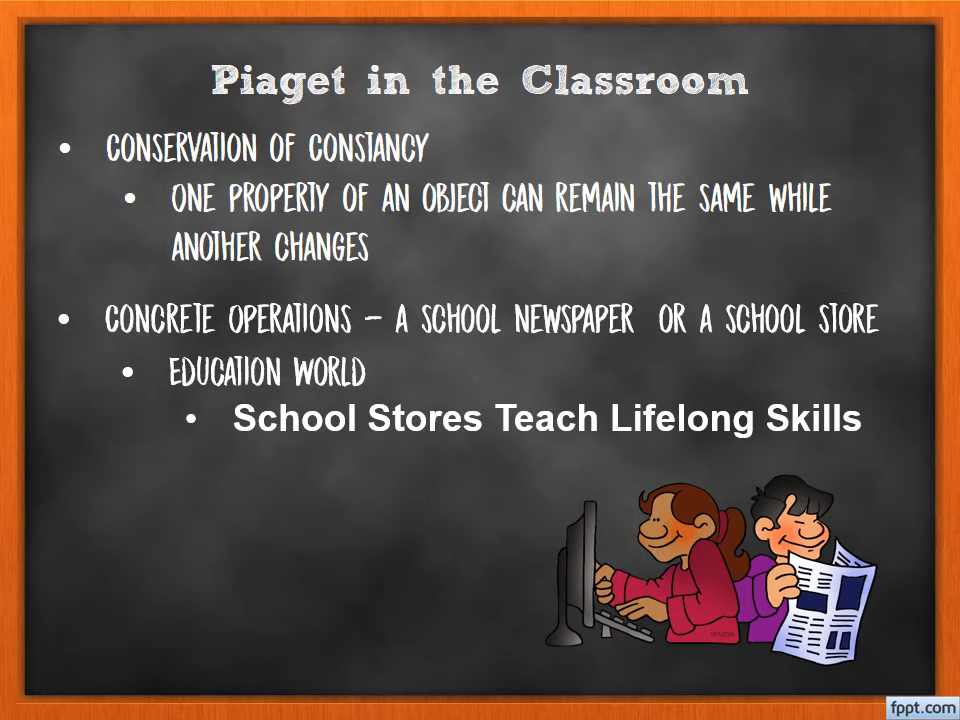 Piaget in the Classroom
• CONSERVATION OF CONSTANCY
• ONE PROPERTY OF AN OBJECT CAN REMAIN THE SAME WHILE
ANOTHER CHANGES
• CONCRETE OPERATIONS – A SCHOOL NEWSPAPER OR A SCHOOL STORE
• EDUCATION WORLD
• School Stores Teach Lifelong Skills
MARTIN
fppt.com